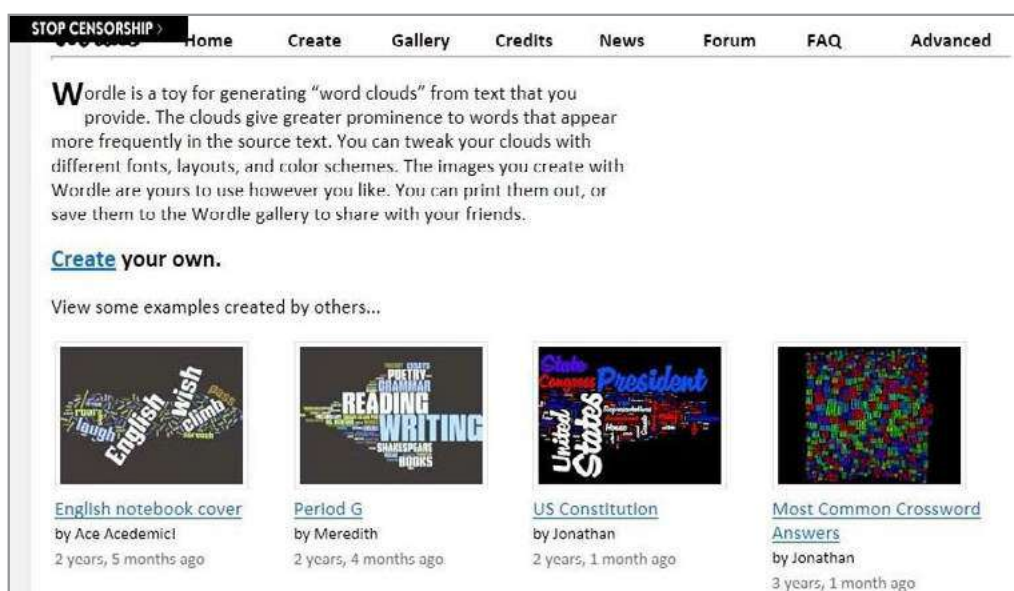 STOP CENSORSHIP >
Home Create Gallery Credits News Forum FAQ Advanced
Wordle is a toy for generating “word clouds” from text that you
provide. The clouds give greater prominence to words that appear
more frequently in the source text. You can tweak your clouds with
different fonts, layouts, and color schemes. The images you create with
Wordle are yours to use however you like. You can print them out, or
save them to the Wordle gallery to share with your friends.
Create your own.
View some examples created by others...
English Wish climb laugh pass
POETRY ESSAYS GRAMMAR READING WRITING SHAKESPEARE BOOKS
State Congress President United States Representatives House
English notebook cover Period G US Constitution Most Common Crossword
Answers
by Ace Acedemicl by Meredith by Jonathan by Jonathan
2 years, 5 months ago 2 years, 4 months ago 2 years, 1 month ago 3 years, 1 month ago